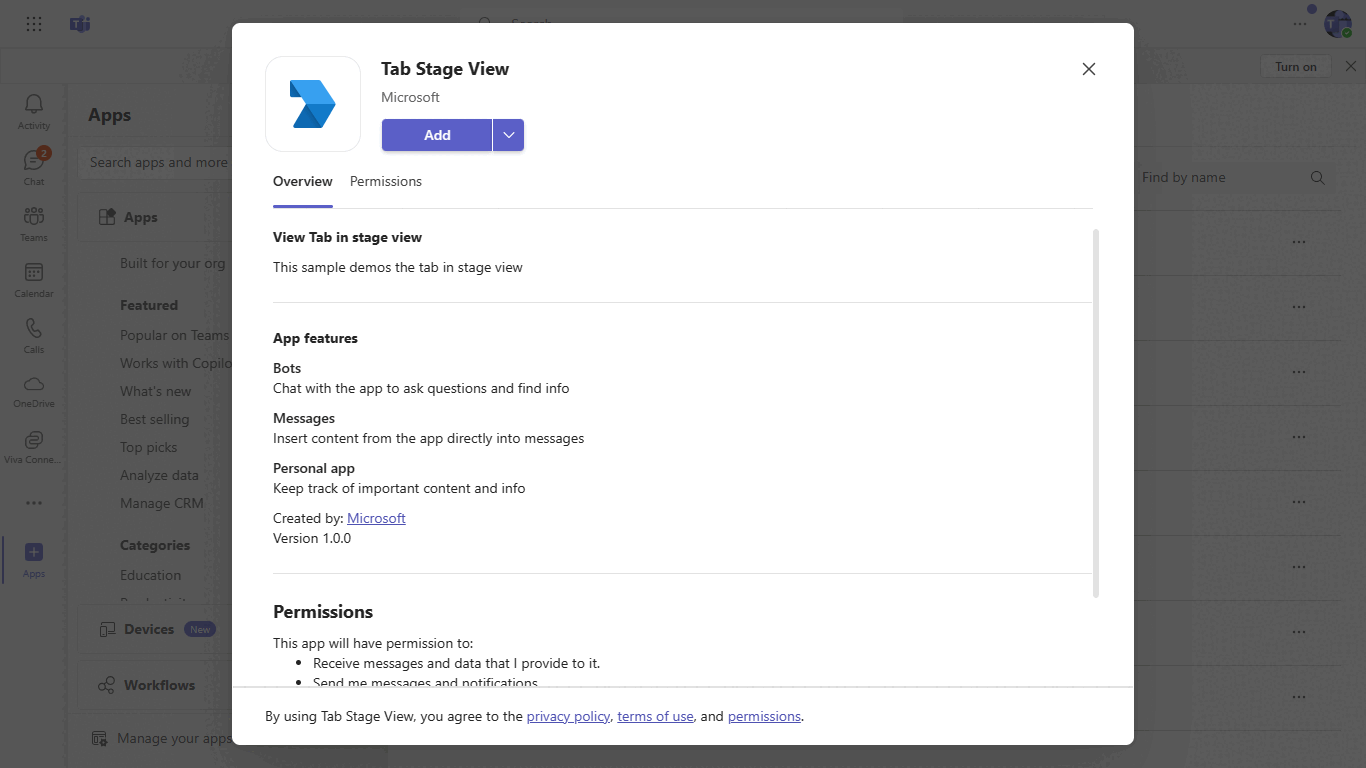 Search
Turn on
Activity
2
Chat
Teams
Calendar
Calls
OneDrive
Viva Conne...
Apps
Apps
Search apps and more
Apps
Built for your org
Featured
Popular on Teams
Works with Copilo
What's new
Best selling
Top picks
Analyze data
Manage CRM
Categories
Education
Productivit
Devices New
Workflows
Manage your apps
Find by name
Tab Stage View
Microsoft
Add
Overview Permissions
View Tab in stage view
This sample demos the tab in stage view
App features
Bots
Chat with the app to ask questions and find info
Messages
Insert content from the app directly into messages
Personal app
Keep track of important content and info
Created by: Microsoft
Version 1.0.0
Permissions
This app will have permission to:
• Receive messages and data that I provide to it.
• Send me messages and notifications
By using Tab Stage View, you agree to the privacy policy, terms of use, and permissions.